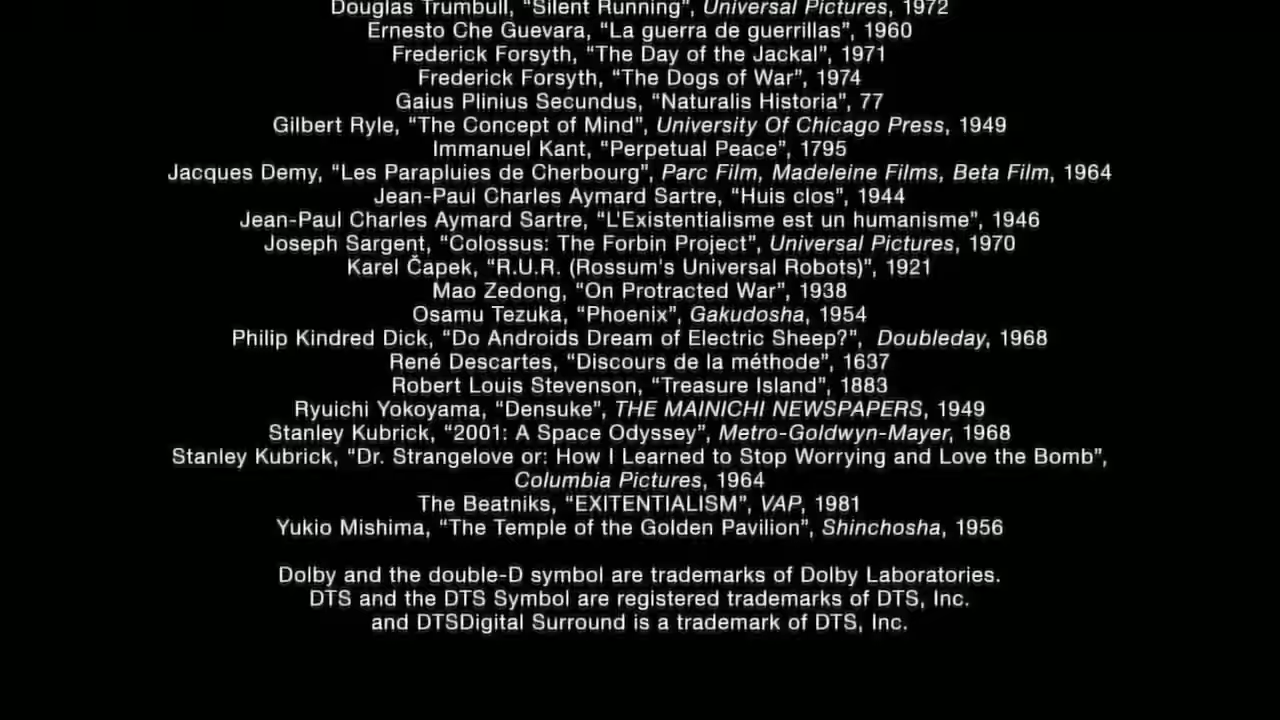 Douglas Trumbull, “Silent Running”, Universal Pictures, 1972
Ernesto Che Guevara, “La guerra de guerrillas”, 1960
Frederick Forsyth, “The Day of the Jackal”, 1971
Frederick Forsyth, “The Dogs of War”, 1974
Gaius Plinius Secundus, “Naturalis Historia”, 77
Gilbert Ryle, “The Concept of Mind”, University Of Chicago Press, 1949
Immanuel Kant, “Perpetual Peace”, 1795
Jacques Demy, “Les Parapluies de Cherbourg”, Parc Film, Madeleine Films, Beta Film, 1964
Jean-Paul Charles Aymard Sartre, “Huis clos”, 1944
Jean-Paul Charles Aymard Sartre, “L'Existentialisme est un humanisme”, 1946
Joseph Sargent, “Colossus: The Forbin Project”, Universal Pictures, 1970
Karel Čapek, “R.U.R. (Rossum's Universal Robots)”, 1921
Mao Zedong, “On Protracted War”, 1938
Osamu Tezuka, “Phoenix”, Gakudosha, 1954
Philip Kindred Dick, “Do Androids Dream of Electric Sheep?”, Doubleday, 1968
René Descartes, “Discours de la méthode”, 1637
Robert Louis Stevenson, “Treasure Island”, 1883
Ryuichi Yokoyama, “Densuke”, THE MAINICHI NEWSPAPERS, 1949
Stanley Kubrick, “2001: A Space Odyssey”, Metro-Goldwyn-Mayer, 1968
Stanley Kubrick, “Dr. Strangelove or: How I Learned to Stop Worrying and Love the Bomb”,
Columbia Pictures, 1964
The Beatniks, “EXITENTIALISM”, VAP, 1981
Yukio Mishima, “The Temple of the Golden Pavilion”, Shinchosha, 1956
Dolby and the double-D symbol are trademarks of Dolby Laboratories.
DTS and the DTS Symbol are registered trademarks of DTS, Inc.
and DTSDigital Surround is a trademark of DTS, Inc.